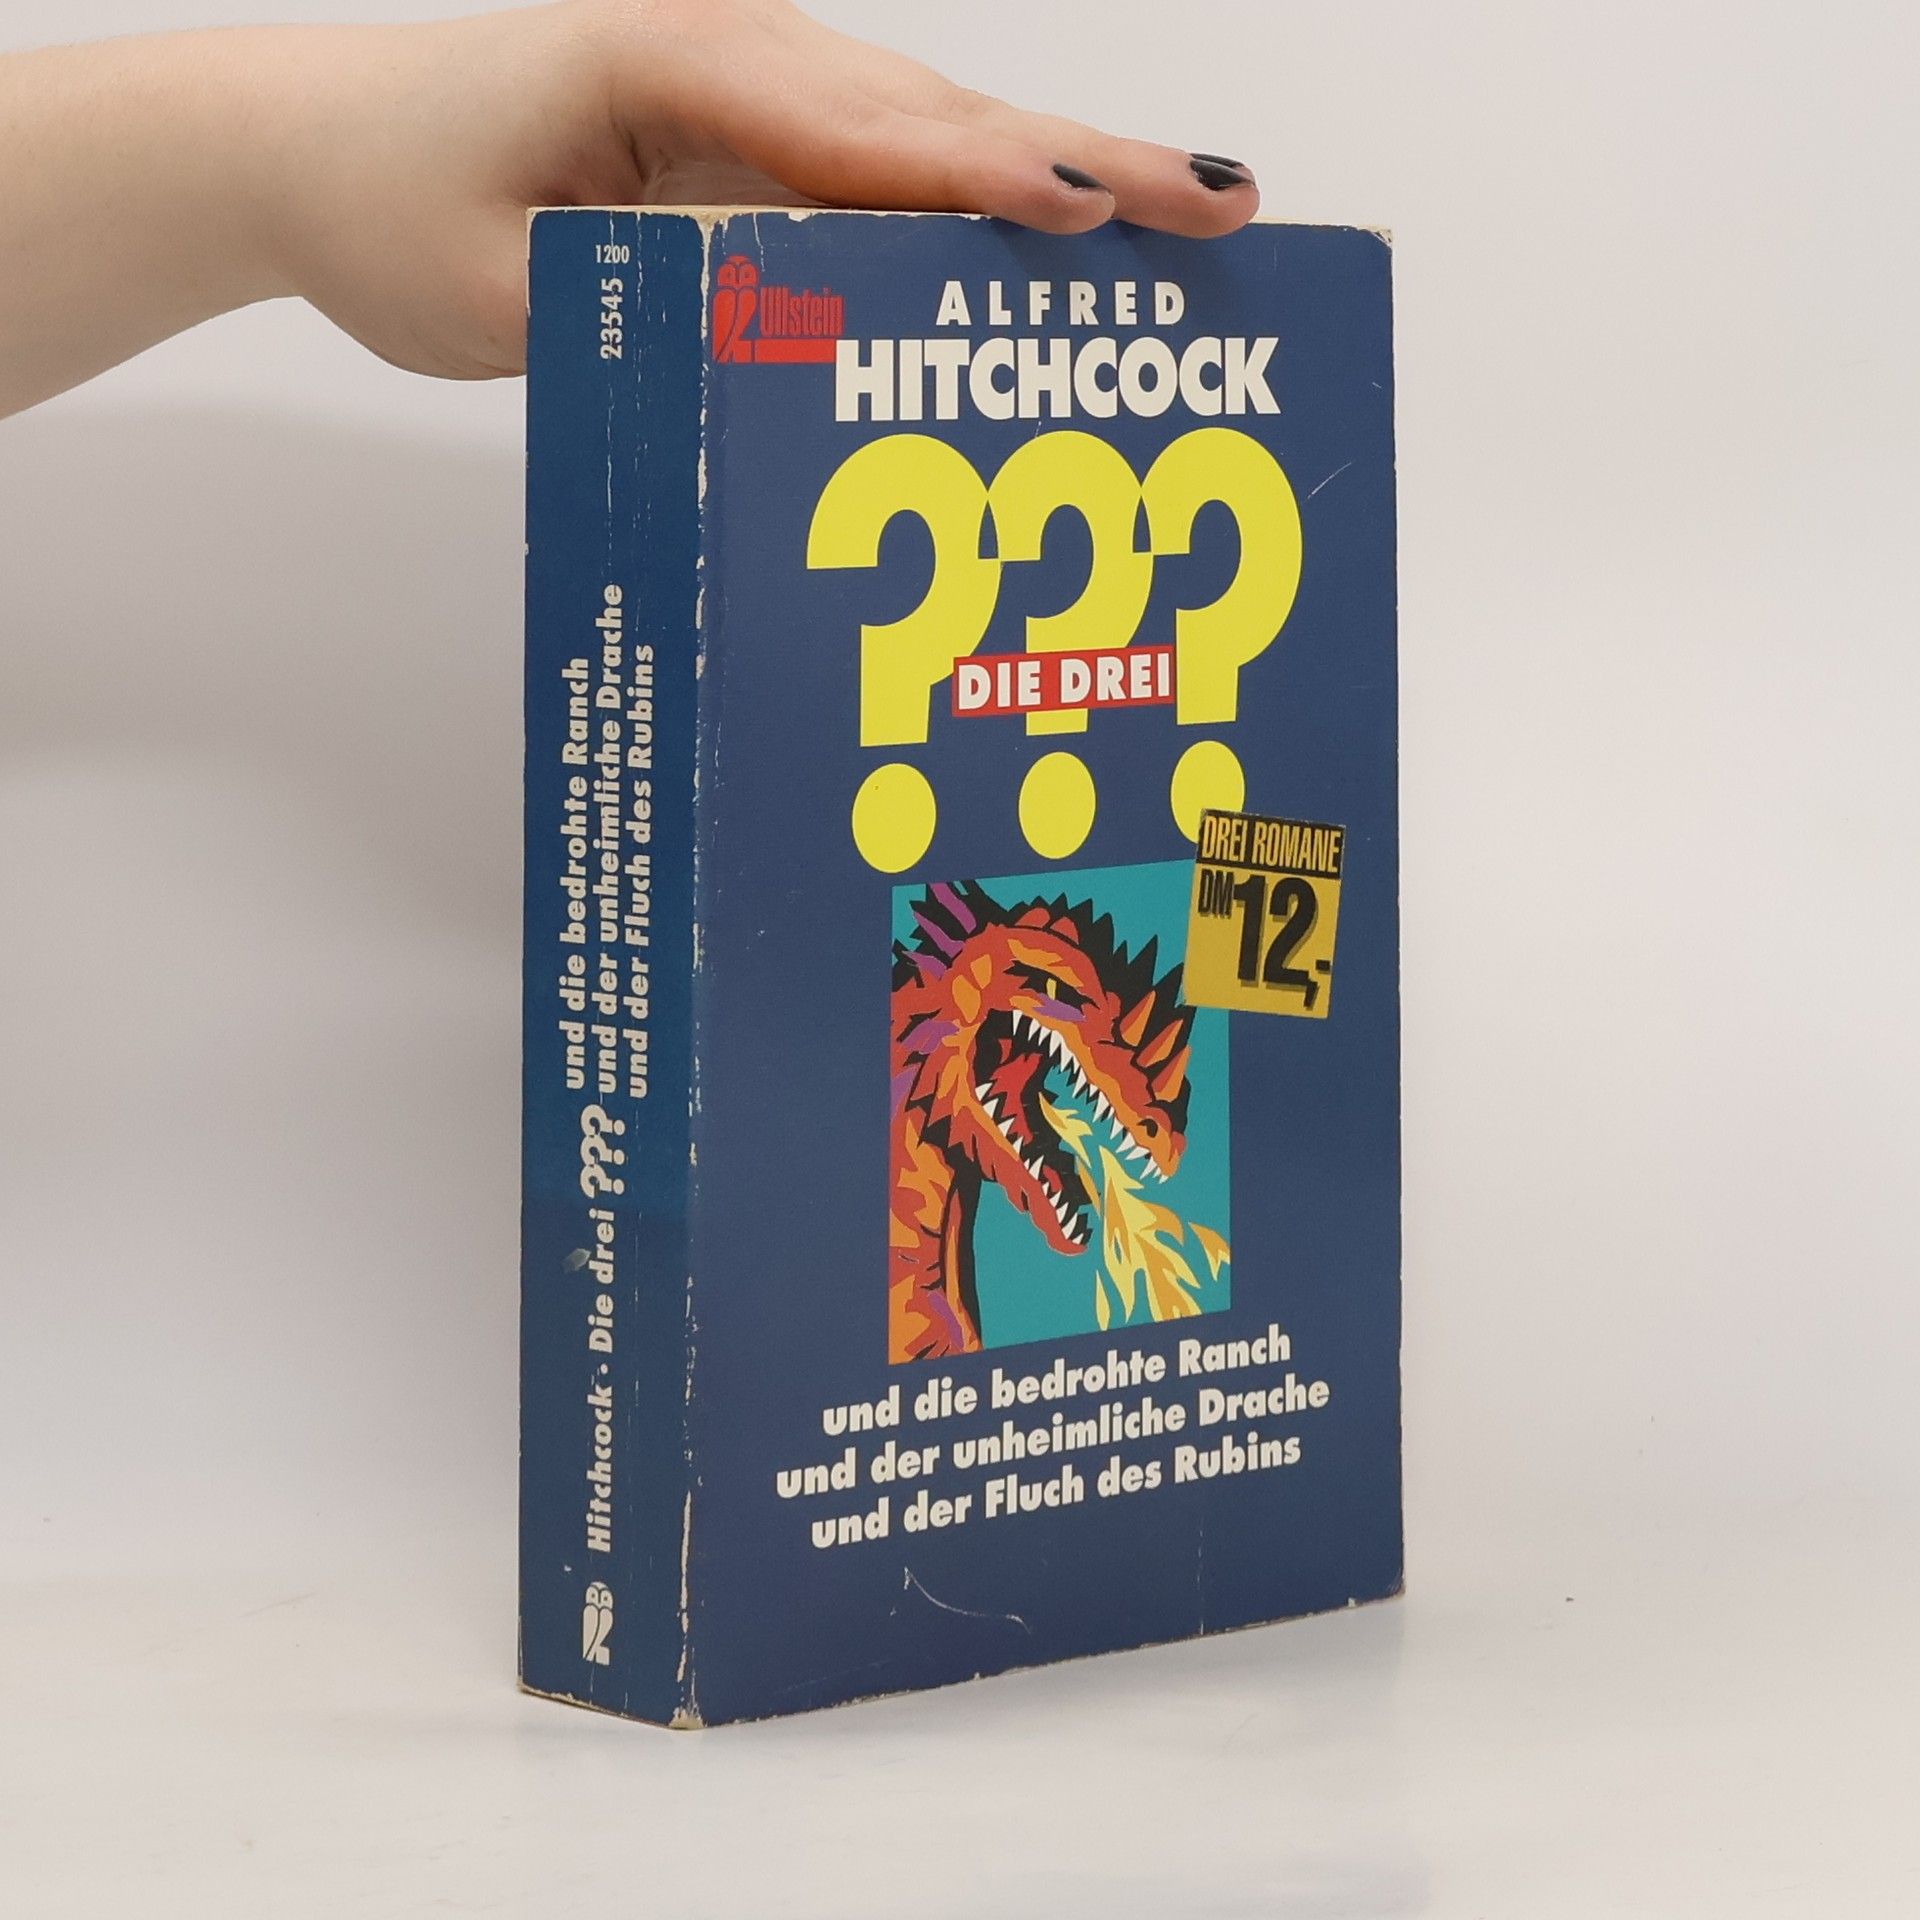 1200
23545
Hitchcock · Die drei ???
und die bedrohte Ranch
und der unheimliche Drache
und der Fluch des Rubins
Ullstein
ALFRED
HITCHCOCK
???
DIE DREI
DREI ROMANE
DM 12,-
und die bedrohte Ranch
und der unheimliche Drache
und der Fluch des Rubins